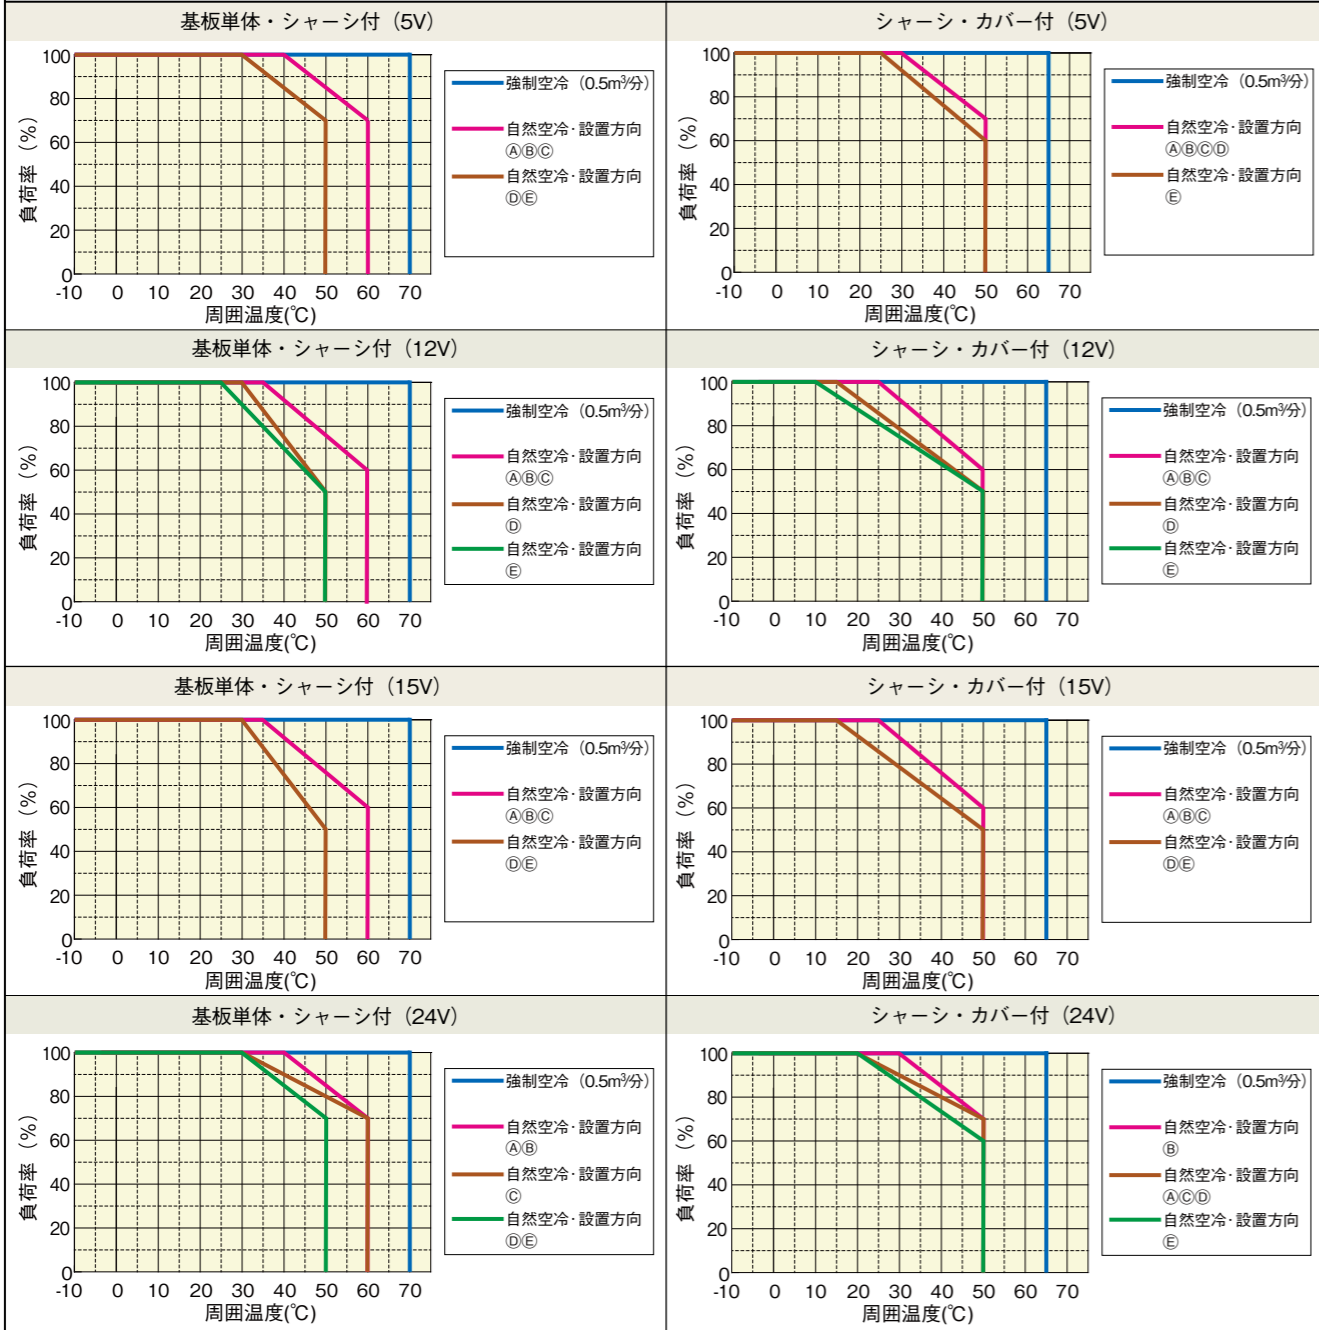 基板単体・シャーシ付（5V）
負荷率（%）
100
80
60
40
20
0
-10 0 10 20 30 40 50 60 70
周囲温度(℃)
強制空冷（0.5m³/分）
自然空冷・設置方向
ⒶⒷⒸ
自然空冷・設置方向
ⒹⒺ
シャーシ・カバー付（5V）
負荷率（%）
100
80
60
40
20
0
-10 0 10 20 30 40 50 60 70
周囲温度(℃)
強制空冷（0.5m³/分）
自然空冷・設置方向
ⒶⒷⒸⒹ
自然空冷・設置方向
Ⓔ
基板単体・シャーシ付（12V）
負荷率（%）
100
80
60
40
20
0
-10 0 10 20 30 40 50 60 70
周囲温度(℃)
強制空冷（0.5m³/分）
自然空冷・設置方向
ⒶⒷⒸ
自然空冷・設置方向
Ⓓ
自然空冷・設置方向
Ⓔ
シャーシ・カバー付（12V）
負荷率（%）
100
80
60
40
20
0
-10 0 10 20 30 40 50 60 70
周囲温度(℃)
強制空冷（0.5m³/分）
自然空冷・設置方向
ⒶⒷⒸ
自然空冷・設置方向
Ⓓ
自然空冷・設置方向
Ⓔ
基板単体・シャーシ付（15V）
負荷率（%）
100
80
60
40
20
0
-10 0 10 20 30 40 50 60 70
周囲温度(℃)
強制空冷（0.5m³/分）
自然空冷・設置方向
ⒶⒷⒸ
自然空冷・設置方向
ⒹⒺ
シャーシ・カバー付（15V）
負荷率（%）
100
80
60
40
20
0
-10 0 10 20 30 40 50 60 70
周囲温度(℃)
強制空冷（0.5m³/分）
自然空冷・設置方向
ⒶⒷⒸ
自然空冷・設置方向
ⒹⒺ
基板単体・シャーシ付（24V）
負荷率（%）
100
80
60
40
20
0
-10 0 10 20 30 40 50 60 70
周囲温度(℃)
強制空冷（0.5m³/分）
自然空冷・設置方向
ⒶⒷ
自然空冷・設置方向
Ⓒ
自然空冷・設置方向
ⒹⒺ
シャーシ・カバー付（24V）
負荷率（%）
100
80
60
40
20
0
-10 0 10 20 30 40 50 60 70
周囲温度(℃)
強制空冷（0.5m³/分）
自然空冷・設置方向
Ⓑ
自然空冷・設置方向
ⒶⒸⒹ
自然空冷・設置方向
Ⓔ